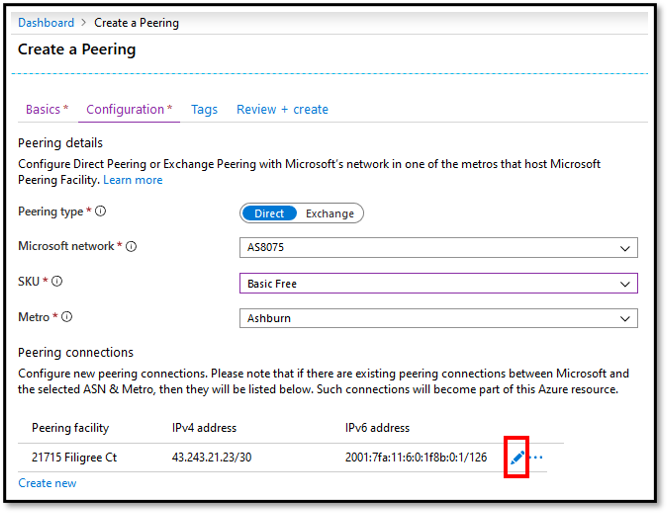 Dashboard > Create a Peering
Create a Peering
Basics * Configuration * Tags Review + create
Peering details
Configure Direct Peering or Exchange Peering with Microsoft's network in one of the metros that host Microsoft
Peering Facility. Learn more
Peering type * Direct Exchange
Microsoft network * AS8075
SKU * Basic Free
Metro * Ashburn
Peering connections
Configure new peering connections. Please note that if there are existing peering connections between Microsoft and
the selected ASN & Metro, then they will be listed below. Such connections will become part of this Azure resource.
Peering facility IPv4 address IPv6 address
21715 Filigree Ct 43.243.21.23/30 2001:7fa:11:6:0:1f8b:0:1/126
Create new